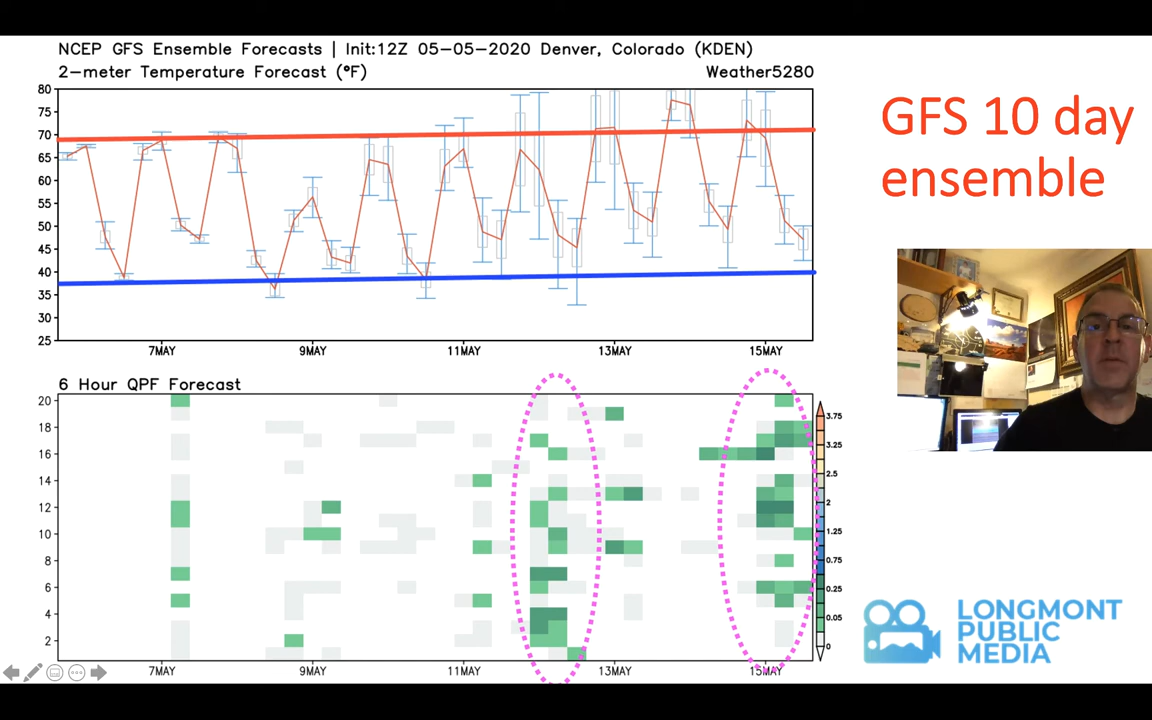 NCEP GFS Ensemble Forecasts | Init:12Z 05-05-2020 Denver, Colorado (KDEN)
2-meter Temperature Forecast (°F)
Weather5280
80
75
70
65
60
55
50
45
40
35
30
25
7MAY
9MAY
11MAY
13MAY
15MAY
6 Hour QPF Forecast
20
18
16
14
12
10
8
6
4
2
7MAY
9MAY
11MAY
13MAY
15MAY
3.75
3.25
2.5
2
1.25
0.75
0.25
0.05
0
GFS 10 day
ensemble
LONGMONT
PUBLIC
MEDIA